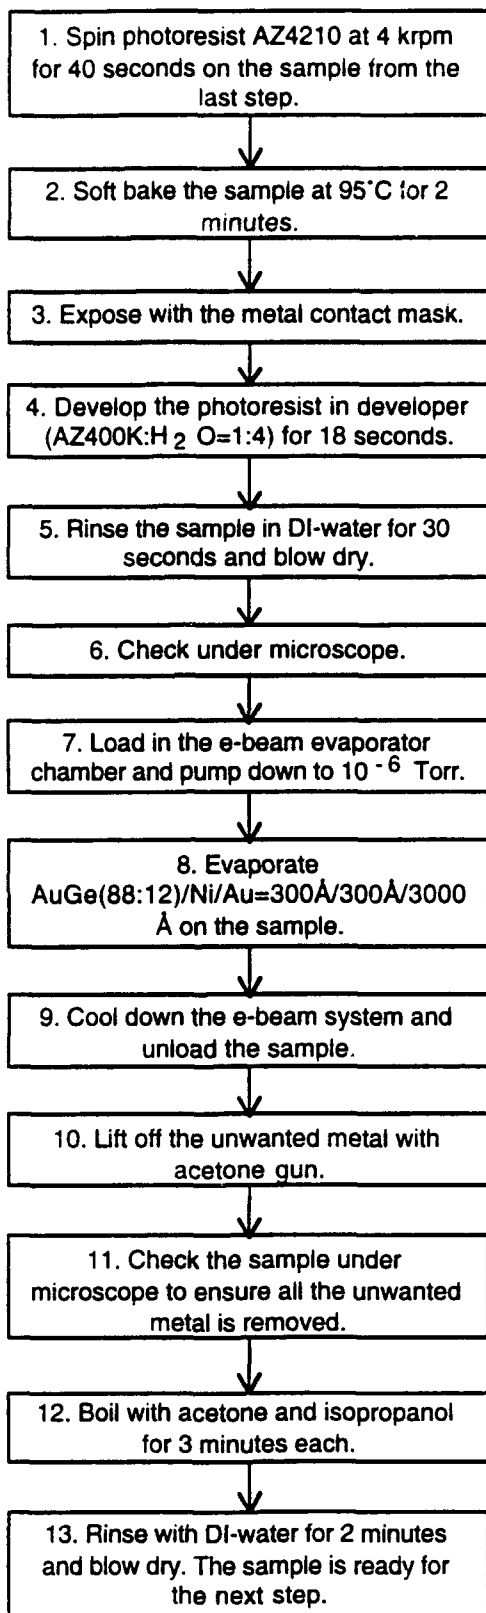 1. Spin photoresist AZ4210 at 4 krpm
for 40 seconds on the sample from the
last step.
2. Soft bake the sample at 95°C for 2
minutes.
3. Expose with the metal contact mask.
4. Develop the photoresist in developer
(AZ400K:H2 O=1:4) for 18 seconds.
5. Rinse the sample in DI-water for 30
seconds and blow dry.
6. Check under microscope.
7. Load in the e-beam evaporator
chamber and pump down to 10-6 Torr.
8. Evaporate
AuGe(88:12)/Ni/Au=300Å/300Å/3000
Å on the sample.
9. Cool down the e-beam system and
unload the sample.
10. Lift off the unwanted metal with
acetone gun.
11. Check the sample under
microscope to ensure all the unwanted
metal is removed.
12. Boil with acetone and isopropanol
for 3 minutes each.
13. Rinse with DI-water for 2 minutes
and blow dry. The sample is ready for
the next step.